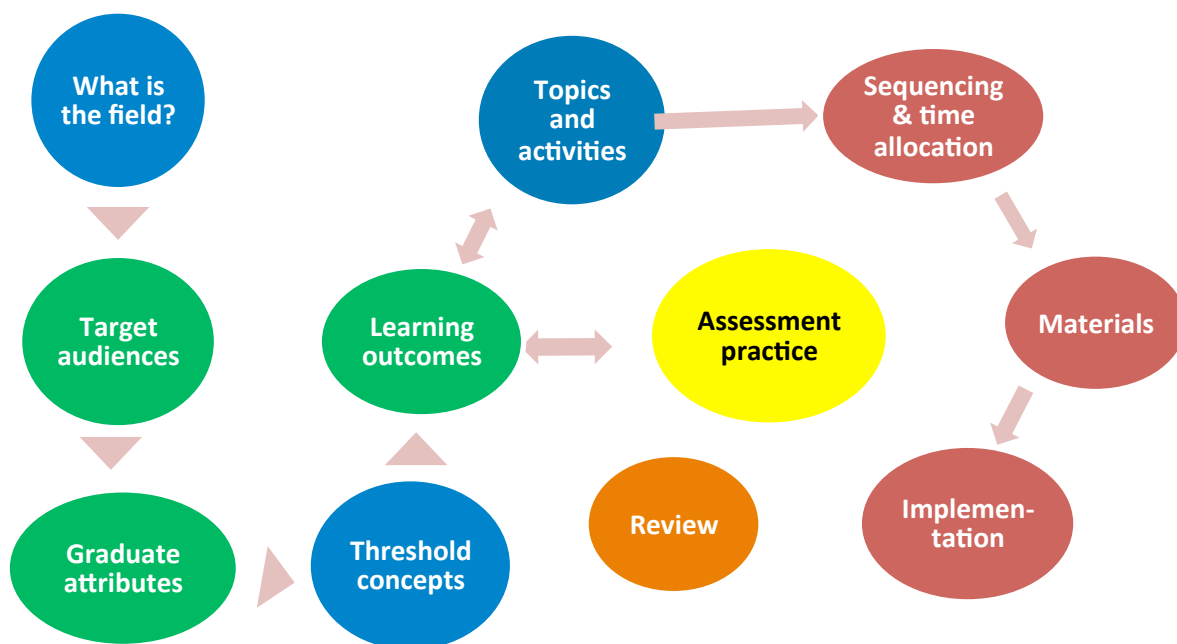 What is
the field?
Target
audiences
Graduate
attributes
Threshold
concepts
Learning
outcomes
Topics
and
activities
Assessment
practice
Sequencing
& time
allocation
Materials
Implemen-
tation
Review